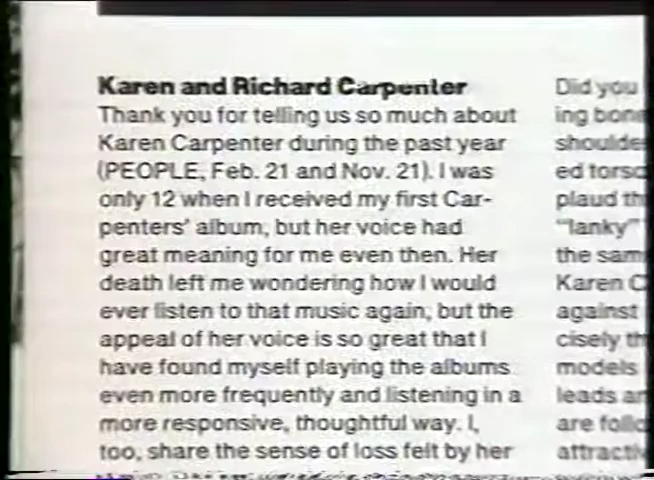 Karen and Richard Carpenter
Thank you for telling us so much about
Karen Carpenter during the past year
(PEOPLE, Feb. 21 and Nov. 21). I was
only 12 when I received my first Car-
penters' album, but her voice had
great meaning for me even then. Her
death left me wondering how I would
ever listen to that music again, but the
appeal of her voice is so great that I
have found myself playing the albums
even more frequently and listening in a
more responsive, thoughtful way. I,
too, share the sense of loss felt by her
Did you
ing bone
shoulde
ed torso
plaud th
"lanky"
the sam
Karen C
against
cisely th
models
leads an
are follo
attractiv